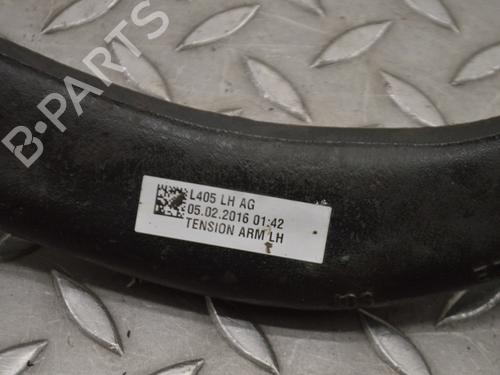 B-PARTS
L405 LH AG
05.02.2016 01:42
TENSION ARM LH